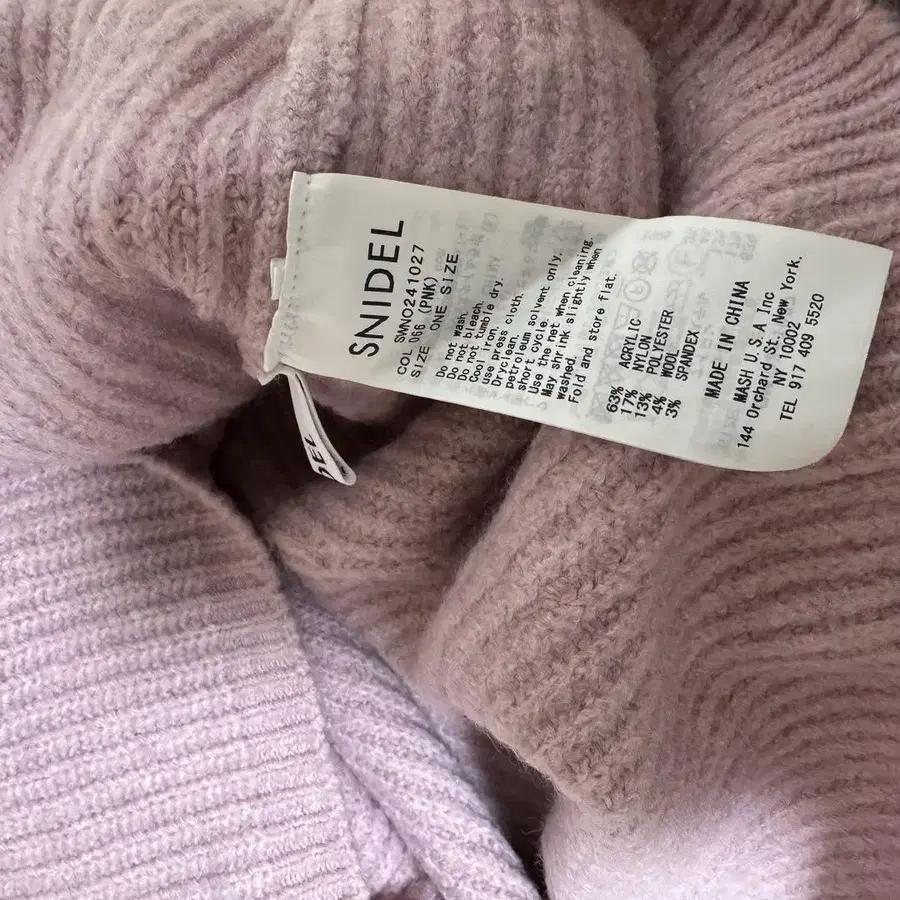 SNIDEL
SMNO241027
COL 066 (PNK)
SIZE ONE SIZE
Do not wash.
Do not bleach.
Do not tumble dry.
Cool iron.
use press cloth.
Dryclean.
petroleum solvent only,
short cycle.
Use the net when cleaning.
May shrink slightly when
washed.
Fold and store flat.
63% ACRYLIC
17% NYLON
13% POLYESTER
4% WOOL
3% SPANDEX
MADE IN CHINA
MASH U.S.A Inc
144 Orchard St. New York.
NY 10002
TEL 917 409 5520
DEL